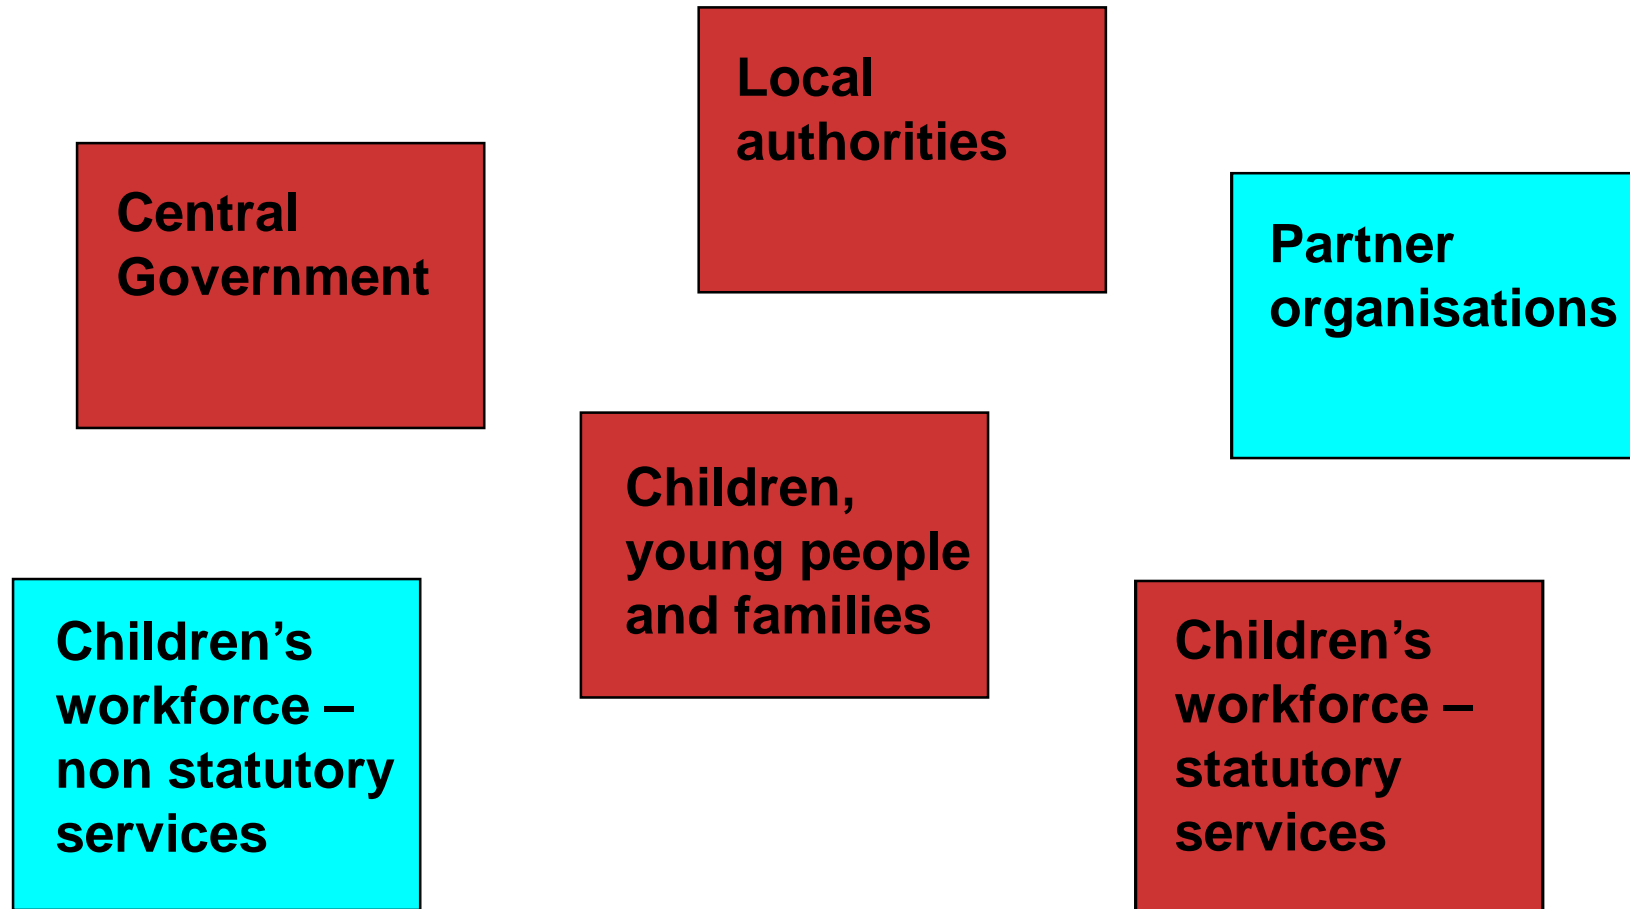 Local
authorities
Central
Government
Partner
organisations
Children,
young people
and families
Children’s
workforce –
non statutory
services
Children’s
workforce –
statutory
services